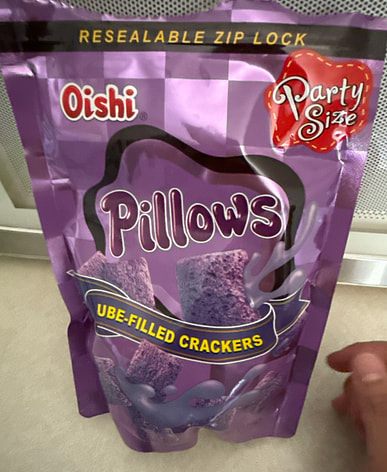 RESEALABLE ZIP LOCK
Oishi®
Party
Size
Pillows
UBE-FILLED CRACKERS